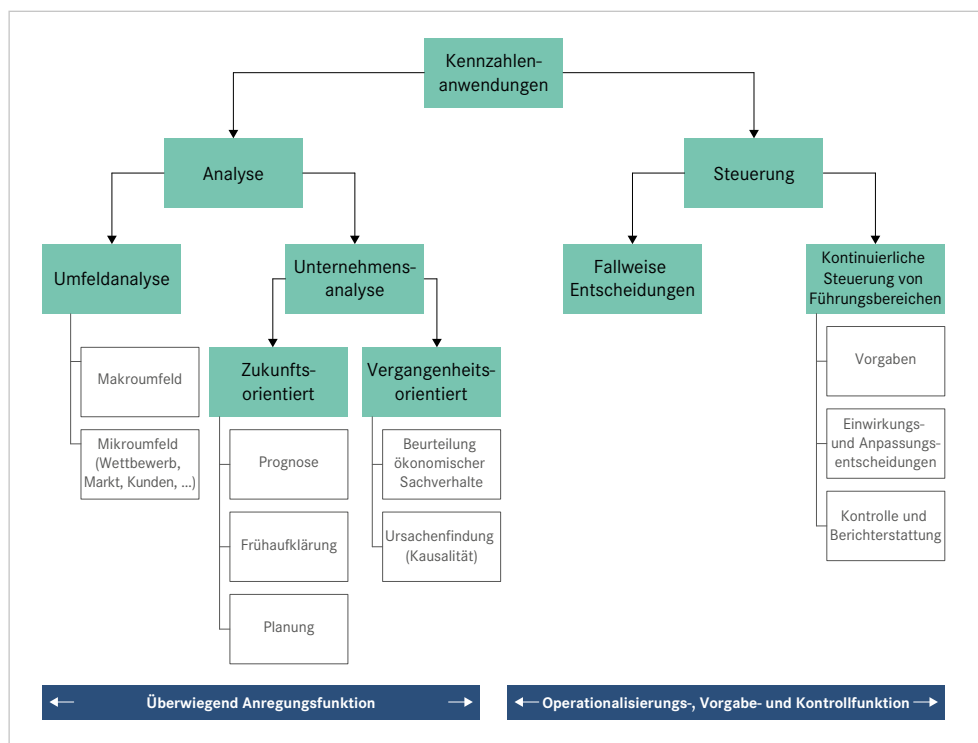 Kennzahlen-
anwendungen
Analyse
Steuerung
Umfeldanalyse
Unternehmens-
analyse
Fallweise
Entscheidungen
Kontinuierliche
Steuerung von
Führungsbereichen
Makroumfeld
Mikroumfeld
(Wettbewerb,
Markt, Kunden, ...)
Zukunfts-
orientiert
Prognose
Frühaufklärung
Planung
Vergangenheits-
orientiert
Beurteilung
ökonomischer
Sachverhalte
Ursachenfindung
(Kausalität)
Vorgaben
Einwirkungs-
und Anpassungs-
entscheidungen
Kontrolle und
Berichterstattung
Überwiegend Anregungsfunktion
Operationalisierungs-, Vorgabe- und Kontrollfunktion